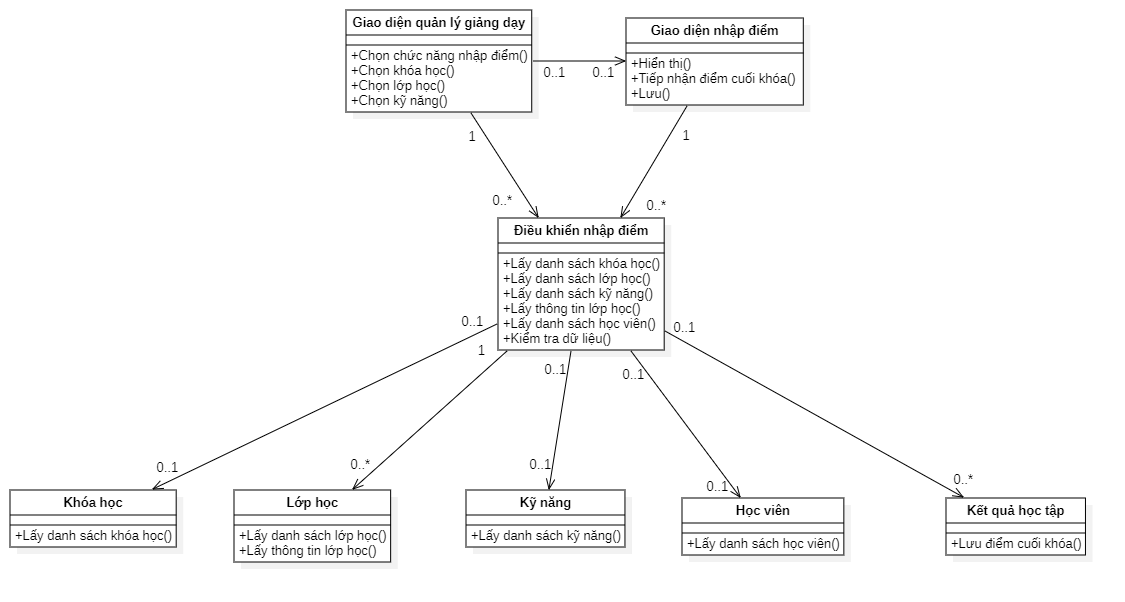 Giao diện quản lý giảng dạy
+Chọn chức năng nhập điểm()
+Chọn khóa học()
+Chọn lớp học()
+Chọn kỹ năng()
Giao diện nhập điểm
+Hiển thị()
+Tiếp nhận điểm cuối khóa()
+Lưu()
0..1
0..1
1
1
0..*
0..*
Điều khiển nhập điểm
+Lấy danh sách khóa học()
+Lấy danh sách lớp học()
+Lấy danh sách kỹ năng()
+Lấy thông tin lớp học()
+Lấy danh sách học viên()
+Kiểm tra dữ liệu()
0..1
1
0..1
0..1
0..1
0..1
0..*
0..1
0..1
0..*
Khóa học
+Lấy danh sách khóa học()
Lớp học
+Lấy danh sách lớp học()
+Lấy thông tin lớp học()
Kỹ năng
+Lấy danh sách kỹ năng()
Học viên
+Lấy danh sách học viên()
Kết quả học tập
+Lưu điểm cuối khóa()